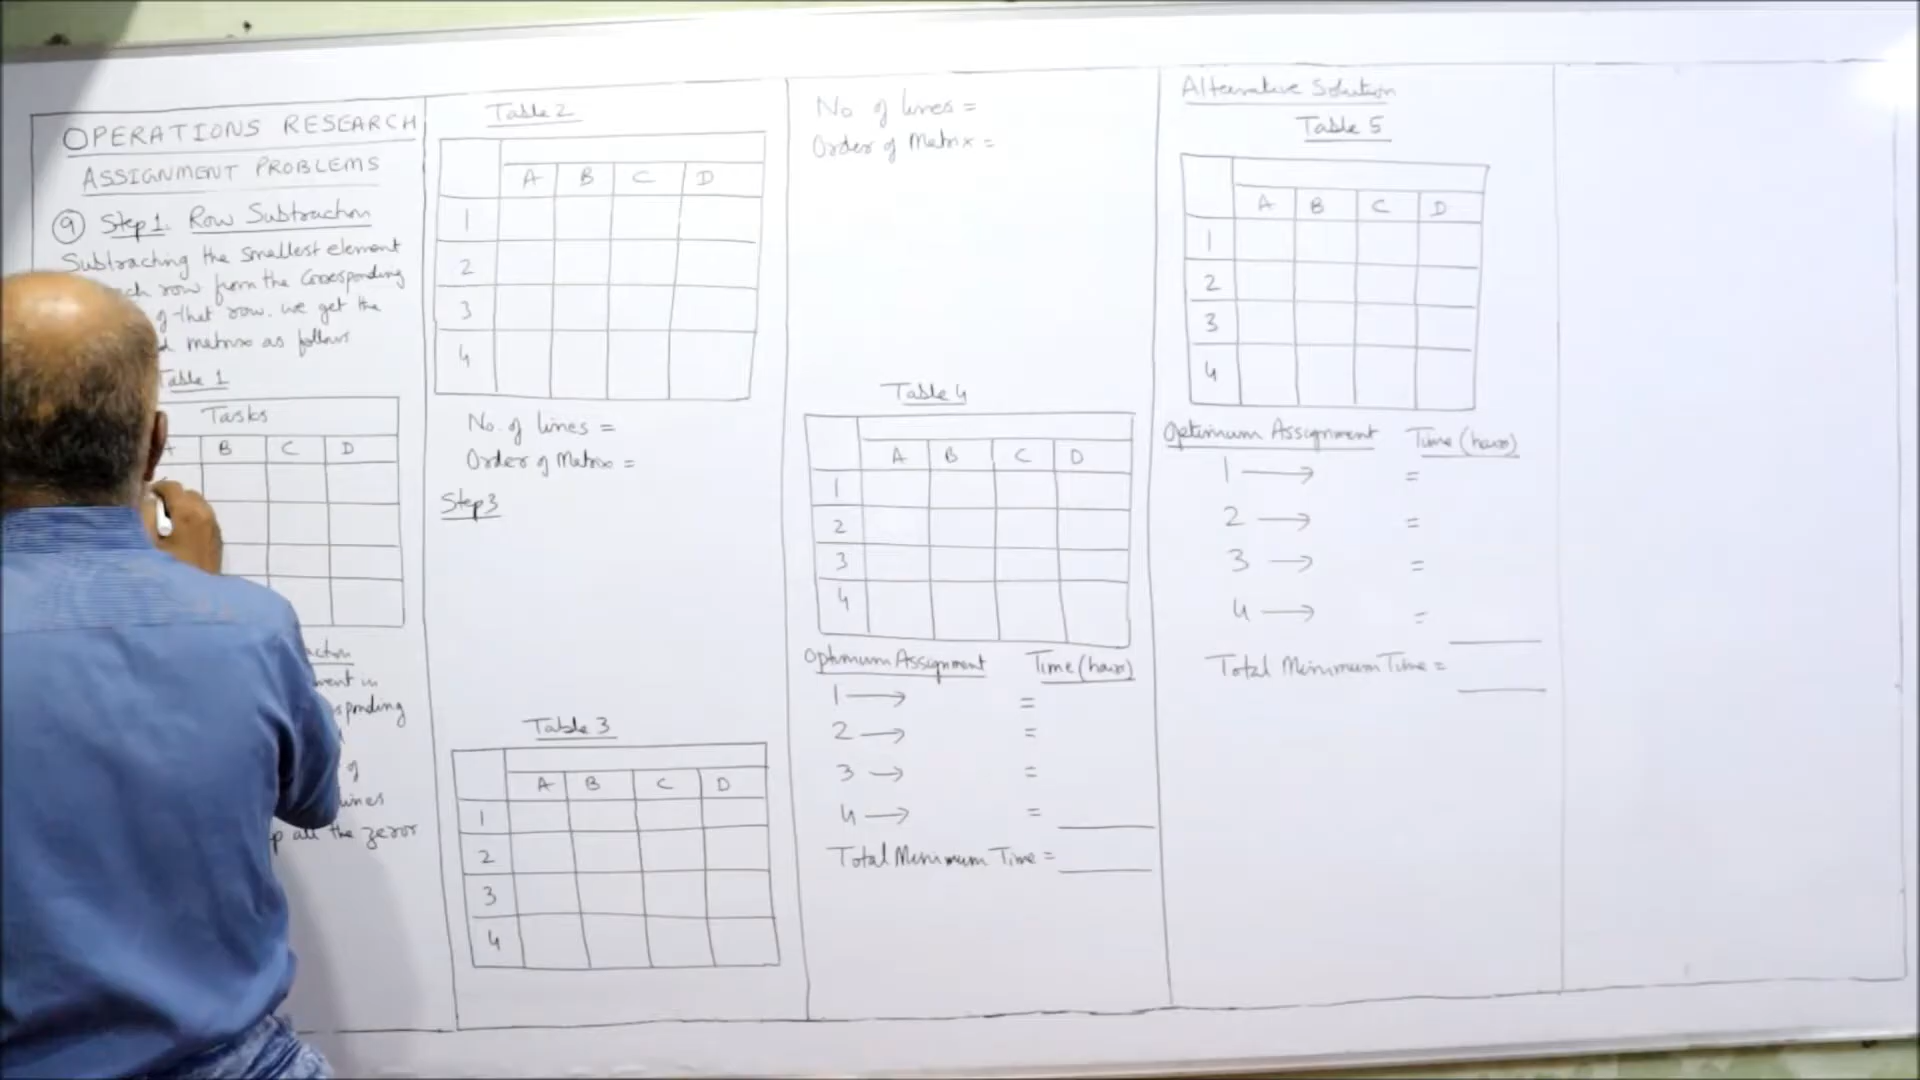 OPERATIONS RESEARCH
ASSIGNMENT PROBLEMS
9 Step 1. Row Subtraction
Subtracting the smallest element
row from the corresponding
of that row. we get the
matrix as follows
Table 1
Tasks
B C D
in
all the zeros
Table 2
A B C D
1
2
3
4
No. of lines =
Order of Matrix =
Step 3
Table 3
A B C D
1
2
3
4
No. of lines =
Order of Matrix =
Table 4
A B C D
1
2
3
4
Optimum Assignment Time (hours)
1 → =
2 → =
3 → =
4 → =
Total Minimum Time =
Alternative Solution
Table 5
A B C D
1
2
3
4
Optimum Assignment Time (hours)
1 → =
2 → =
3 → =
4 → =
Total Minimum Time =